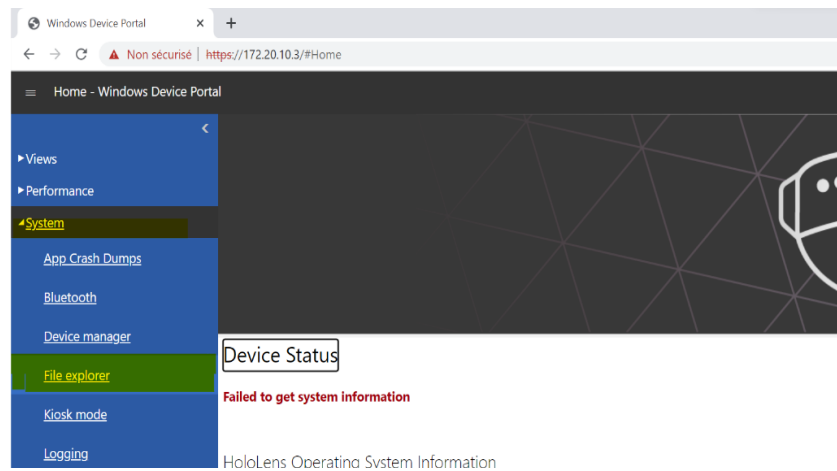 Windows Device Portal
Non sécurisé | https://172.20.10.3/#Home
Home - Windows Device Portal
Views
Performance
System
App Crash Dumps
Bluetooth
Device manager
File explorer
Kiosk mode
Logging
Device Status
Failed to get system information
HoloLens Operating System Information